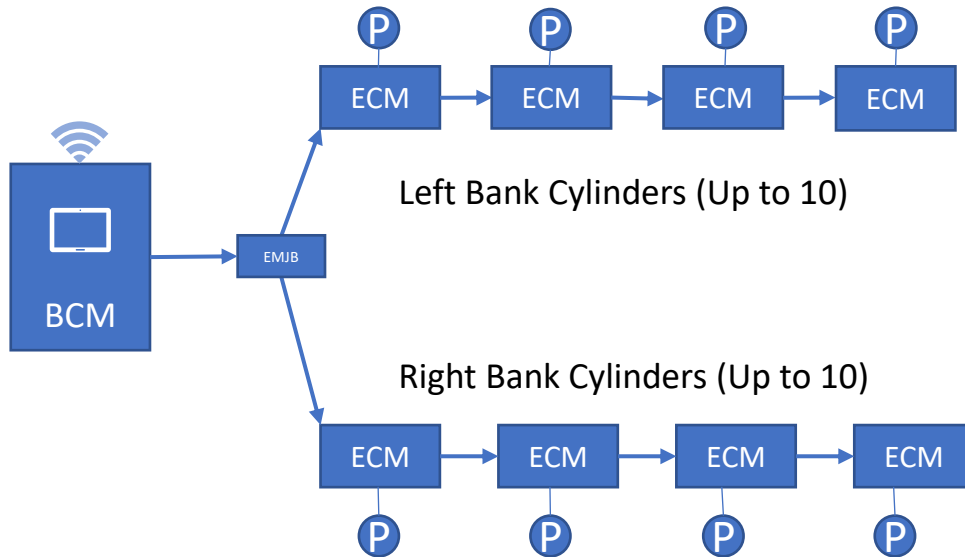 P P P P
ECM ECM ECM ECM
Left Bank Cylinders (Up to 10)
EMJB
BCM
Right Bank Cylinders (Up to 10)
ECM ECM ECM ECM
P P P P